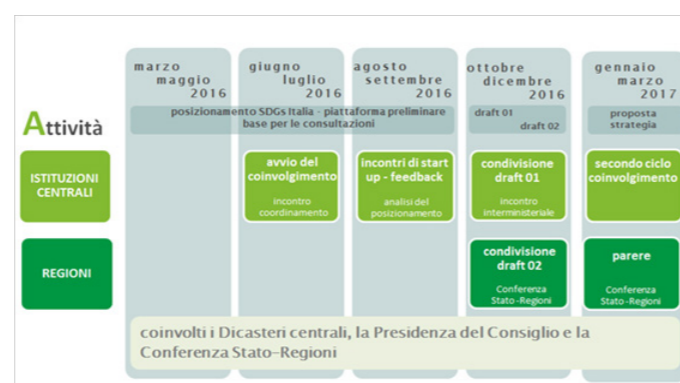 marzo
maggio
2016
giugno
luglio
2016
agosto
settembre
2016
ottobre
dicembre
2016
gennaio
marzo
2017
Attività
posizionamento SDGs Italia - piattaforma preliminare
base per le consultazioni
draft 01
draft 02
proposta
strategia
ISTITUZIONI
CENTRALI
avvio del
coinvolgimento
incontro
coordinamento
incontri di start
up - feedback
analisi del
posizionamento
condivisione
draft 01
incontro
interministeriale
secondo ciclo
coinvolgimento
REGIONI
condivisione
draft 02
Conferenza
Stato-Regioni
parere
Conferenza
Stato-Regioni
coinvolti i Dicasteri centrali, la Presidenza del Consiglio e la
Conferenza Stato-Regioni